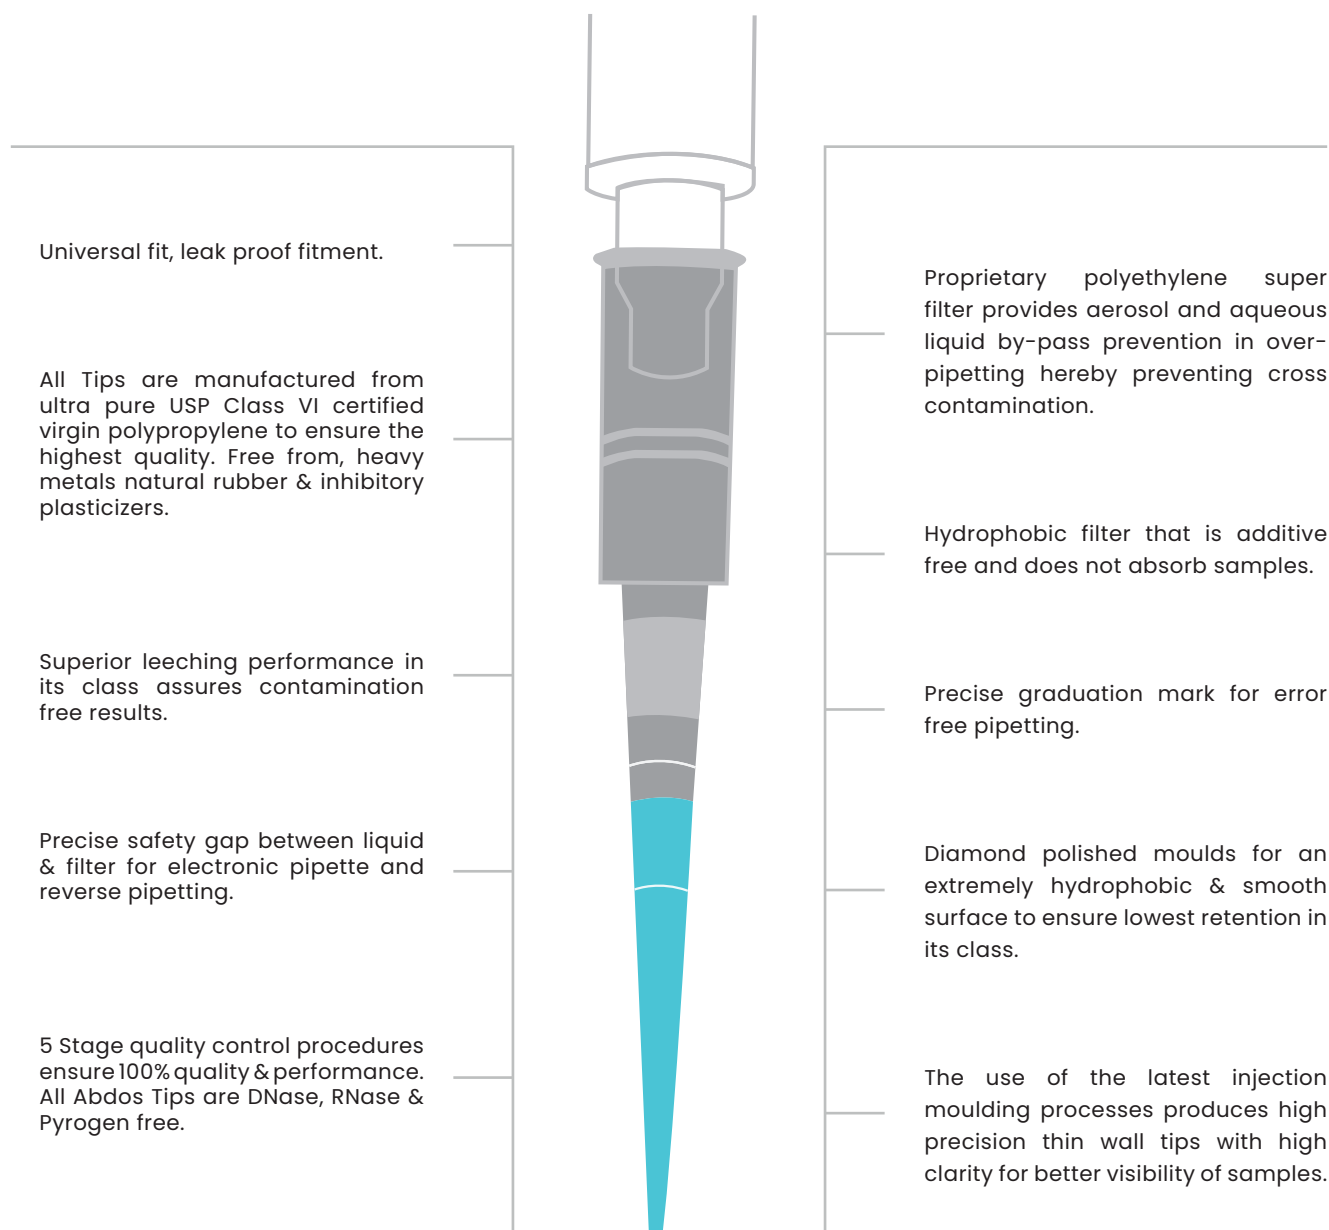 Universal fit, leak proof fitment.
All Tips are manufactured from
ultra pure USP Class VI certified
virgin polypropylene to ensure the
highest quality. Free from, heavy
metals natural rubber & inhibitory
plasticizers.
Superior leeching performance in
its class assures contamination
free results.
Precise safety gap between liquid
& filter for electronic pipette and
reverse pipetting.
5 Stage quality control procedures
ensure 100% quality & performance.
All Abdos Tips are DNase, RNase &
Pyrogen free.
Proprietary polyethylene super
filter provides aerosol and aqueous
liquid by-pass prevention in over-
pipetting hereby preventing cross
contamination.
Hydrophobic filter that is additive
free and does not absorb samples.
Precise graduation mark for error
free pipetting.
Diamond polished moulds for an
extremely hydrophobic & smooth
surface to ensure lowest retention in
its class.
The use of the latest injection
moulding processes produces high
precision thin wall tips with high
clarity for better visibility of samples.